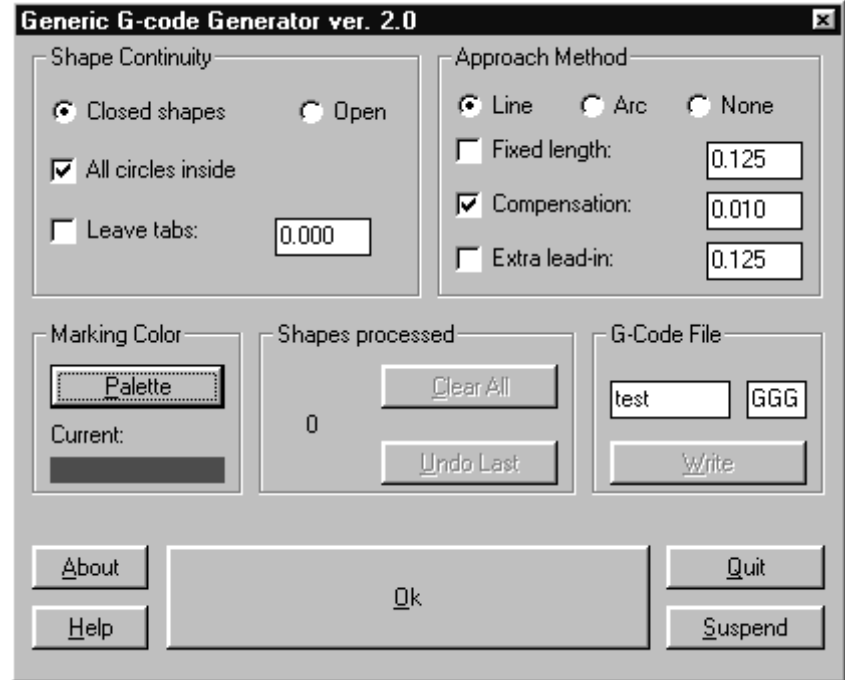 Generic G-code Generator ver. 2.0
Shape Continuity
Closed shapes
Open
All circles inside
Leave tabs:
0.000
Approach Method
Line
Arc
None
Fixed length:
0.125
Compensation:
0.010
Extra lead-in:
0.125
Marking Color
Palette
Current:
Shapes processed
0
Clear All
Undo Last
G-Code File
test
GGG
Write
About
Help
Ok
Quit
Suspend